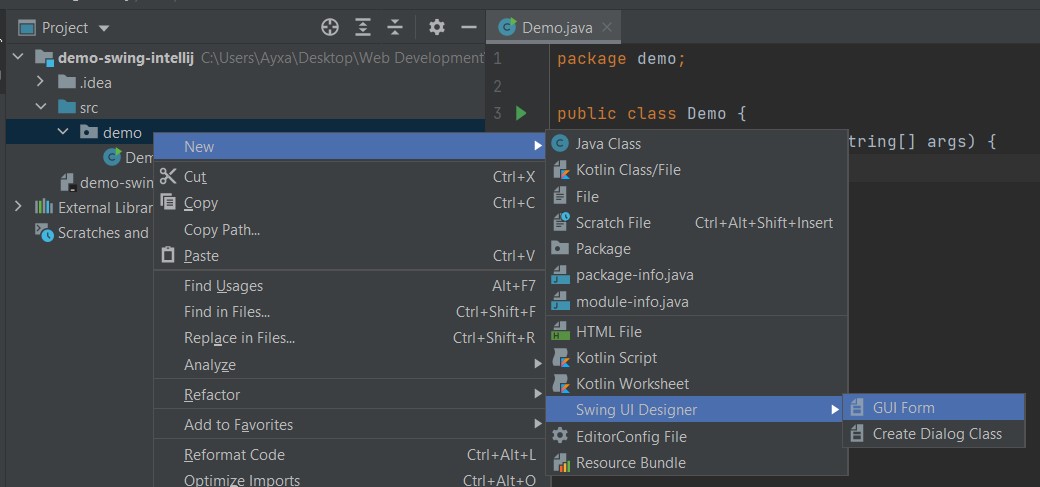 Project
demo-swing-intellij C:\Users\Ayxa\Desktop\Web Development
.idea
src
demo
Dem
demo-swin
External Librar
Scratches and
Demo.java
1 package demo;
2
3 public class Demo {
tring[] args) {
New
Cut Ctrl+X
Copy Ctrl+C
Copy Path...
Paste Ctrl+V
Find Usages Alt+F7
Find in Files... Ctrl+Shift+F
Replace in Files... Ctrl+Shift+R
Analyze
Refactor
Add to Favorites
Reformat Code Ctrl+Alt+L
Optimize Imports Ctrl+Alt+O
Java Class
Kotlin Class/File
File
Scratch File Ctrl+Alt+Shift+Insert
Package
package-info.java
module-info.java
HTML File
Kotlin Script
Kotlin Worksheet
Swing UI Designer
EditorConfig File
Resource Bundle
GUI Form
Create Dialog Class